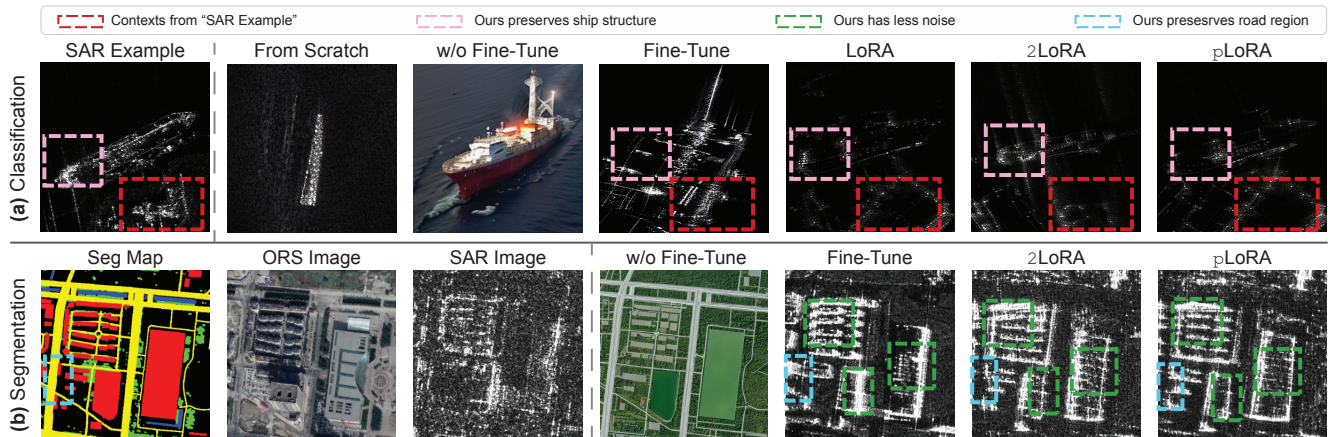 Contexts from “SAR Example” Ours preserves ship structure Ours has less noise Ours presesrves road region
SAR Example From Scratch w/o Fine-Tune Fine-Tune LoRA 2LoRA pLoRA
(a) Classification
Seg Map ORS Image SAR Image w/o Fine-Tune Fine-Tune 2LoRA pLoRA
(b) Segmentation